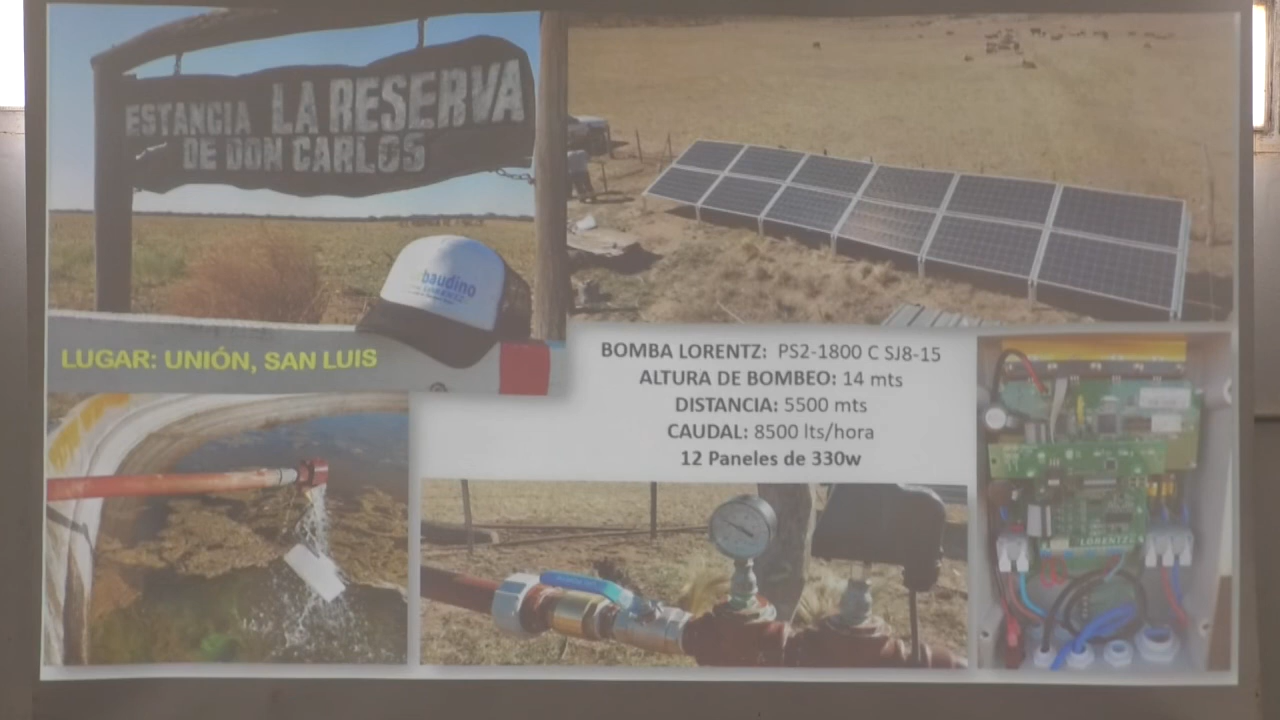 ESTANCIA LA RESERVA
DE DON CARLOS
baudino
LORENTZ
LUGAR: UNIÓN, SAN LUIS
BOMBA LORENTZ: PS2-1800 C SJ8-15
ALTURA DE BOMBEO: 14 mts
DISTANCIA: 5500 mts
CAUDAL: 8500 lts/hora
12 Paneles de 330w
LORENTZ